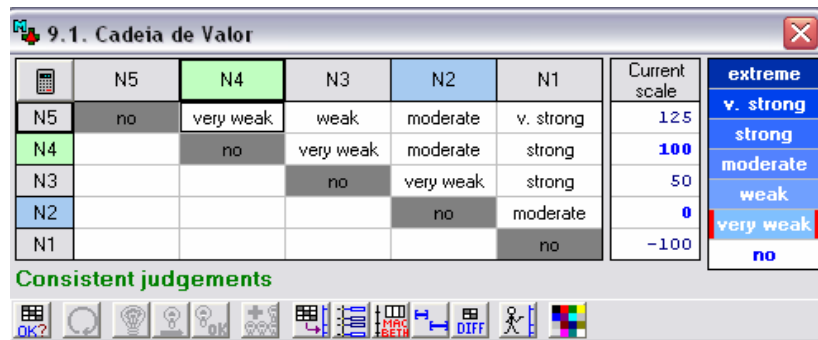 9.1. Cadeia de Valor
N5 N4 N3 N2 N1 Current scale extreme
v. strong
N5 no very weak weak moderate v. strong 125
strong
N4 no very weak moderate strong 100
moderate
N3 no very weak strong 50
weak
N2 no moderate 0
very weak
N1 no -100
no
Consistent judgements
OK? OK MAC BETH DIFF